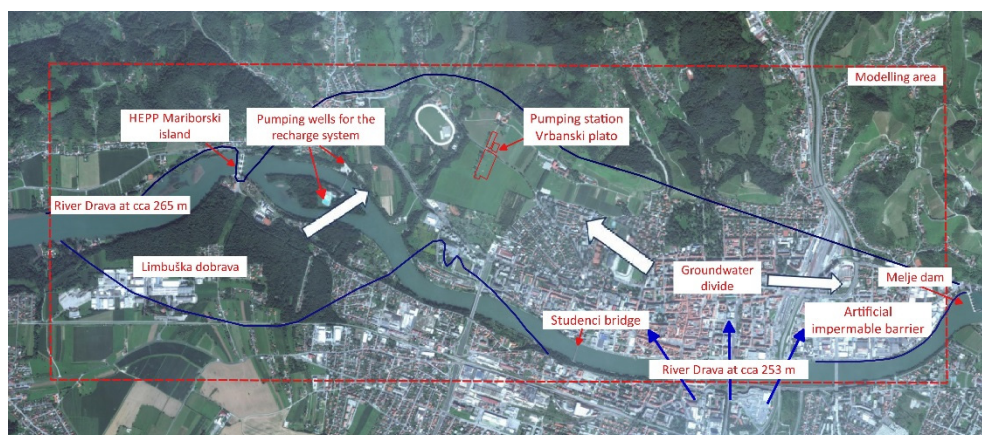 Modelling area
HEPP Mariborski
island
Pumping wells for the
recharge system
Pumping station
Vrbanski plato
River Drava at cca 265 m
Limbuška dobrava
Groundwater
divide
Melje dam
Artificial
impermable barrier
Studenci bridge
River Drava at cca 253 m